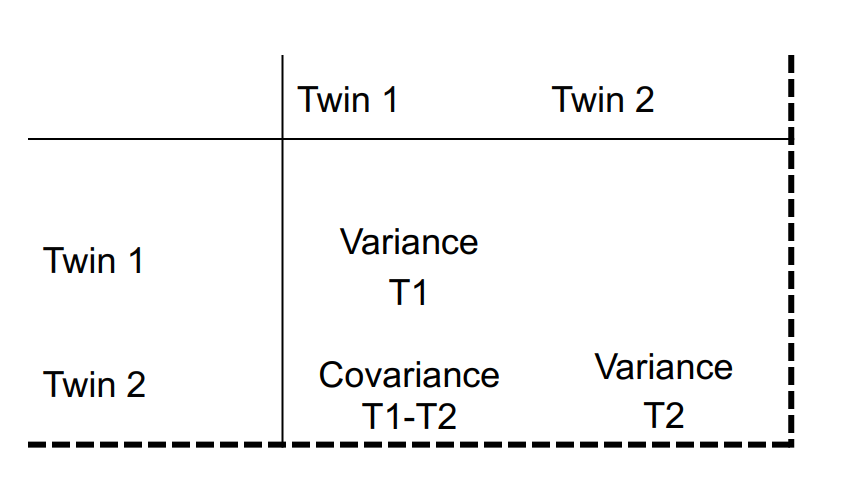 Twin 1 Twin 2
Twin 1
Variance
T1
Twin 2
Covariance
T1-T2
Variance
T2